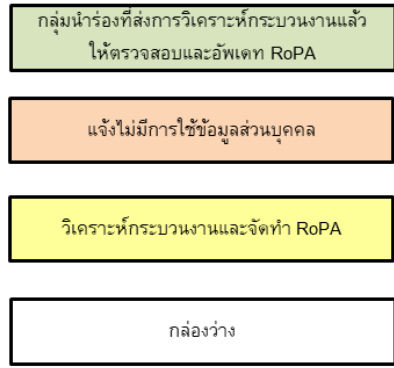 กลุ่มนำร่องที่ส่งการวิเคราะห์กระบวนงานแล้ว
ให้ตรวจสอบและอัพเดท RoPA
แจ้งไม่มีการใช้ข้อมูลส่วนบุคคล
วิเคราะห์กระบวนงานและจัดทำ RoPA
กล่องว่าง